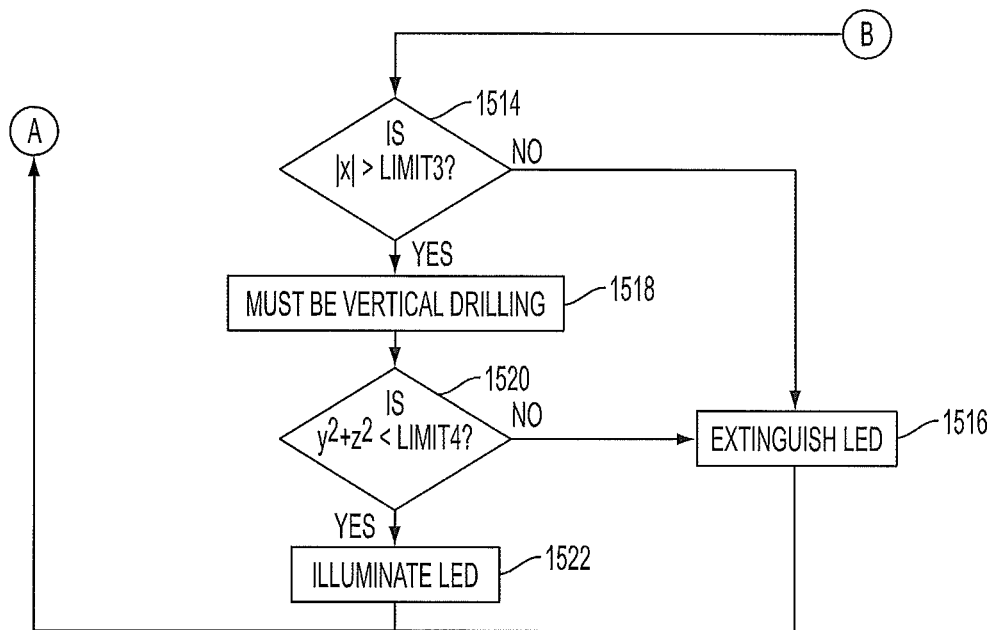 B
A
1514
IS
|x| > LIMIT3?
NO
YES
MUST BE VERTICAL DRILLING
1518
1520
IS
y²+z² < LIMIT4?
NO
EXTINGUISH LED
1516
YES
ILLUMINATE LED
1522